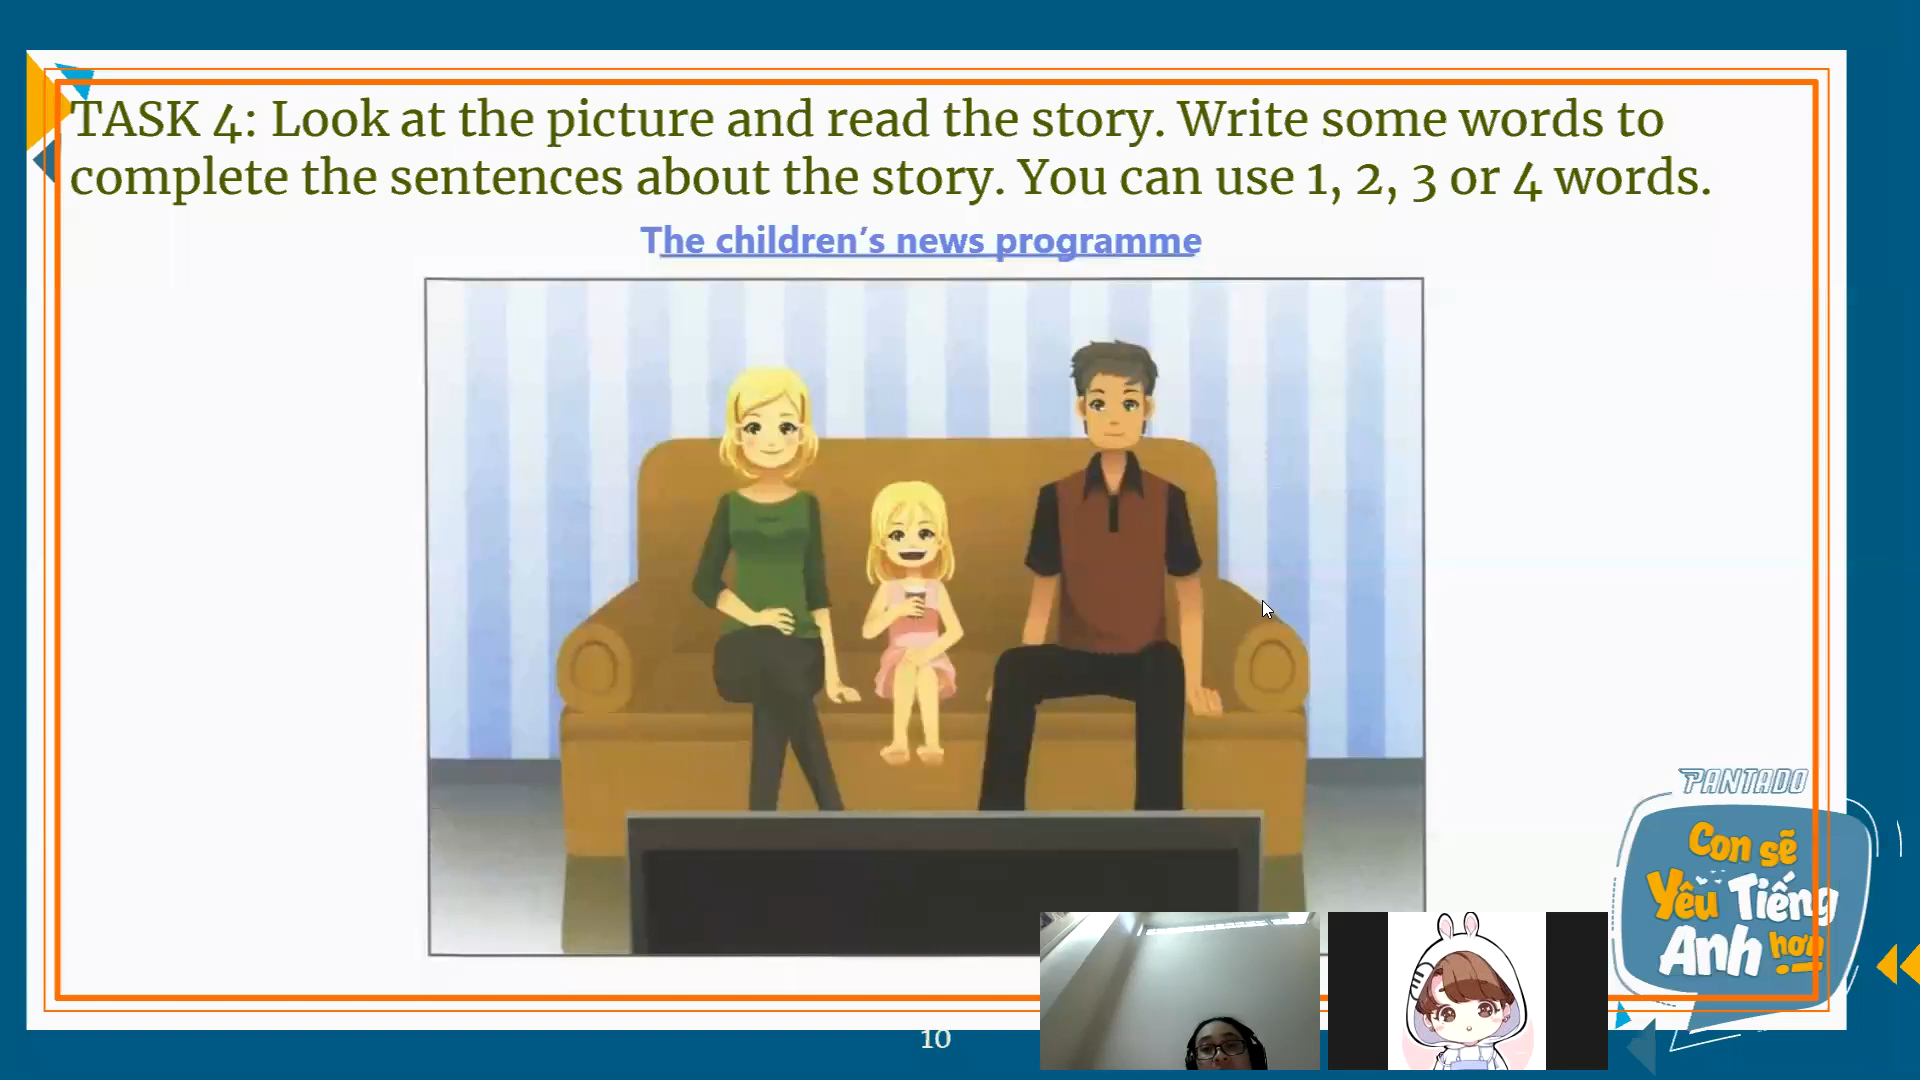 TASK 4: Look at the picture and read the story. Write some words to
complete the sentences about the story. You can use 1, 2, 3 or 4 words.
The children's news programme
PANTADO
Con sẽ
Yêu Tiếng
Anh hơn
10